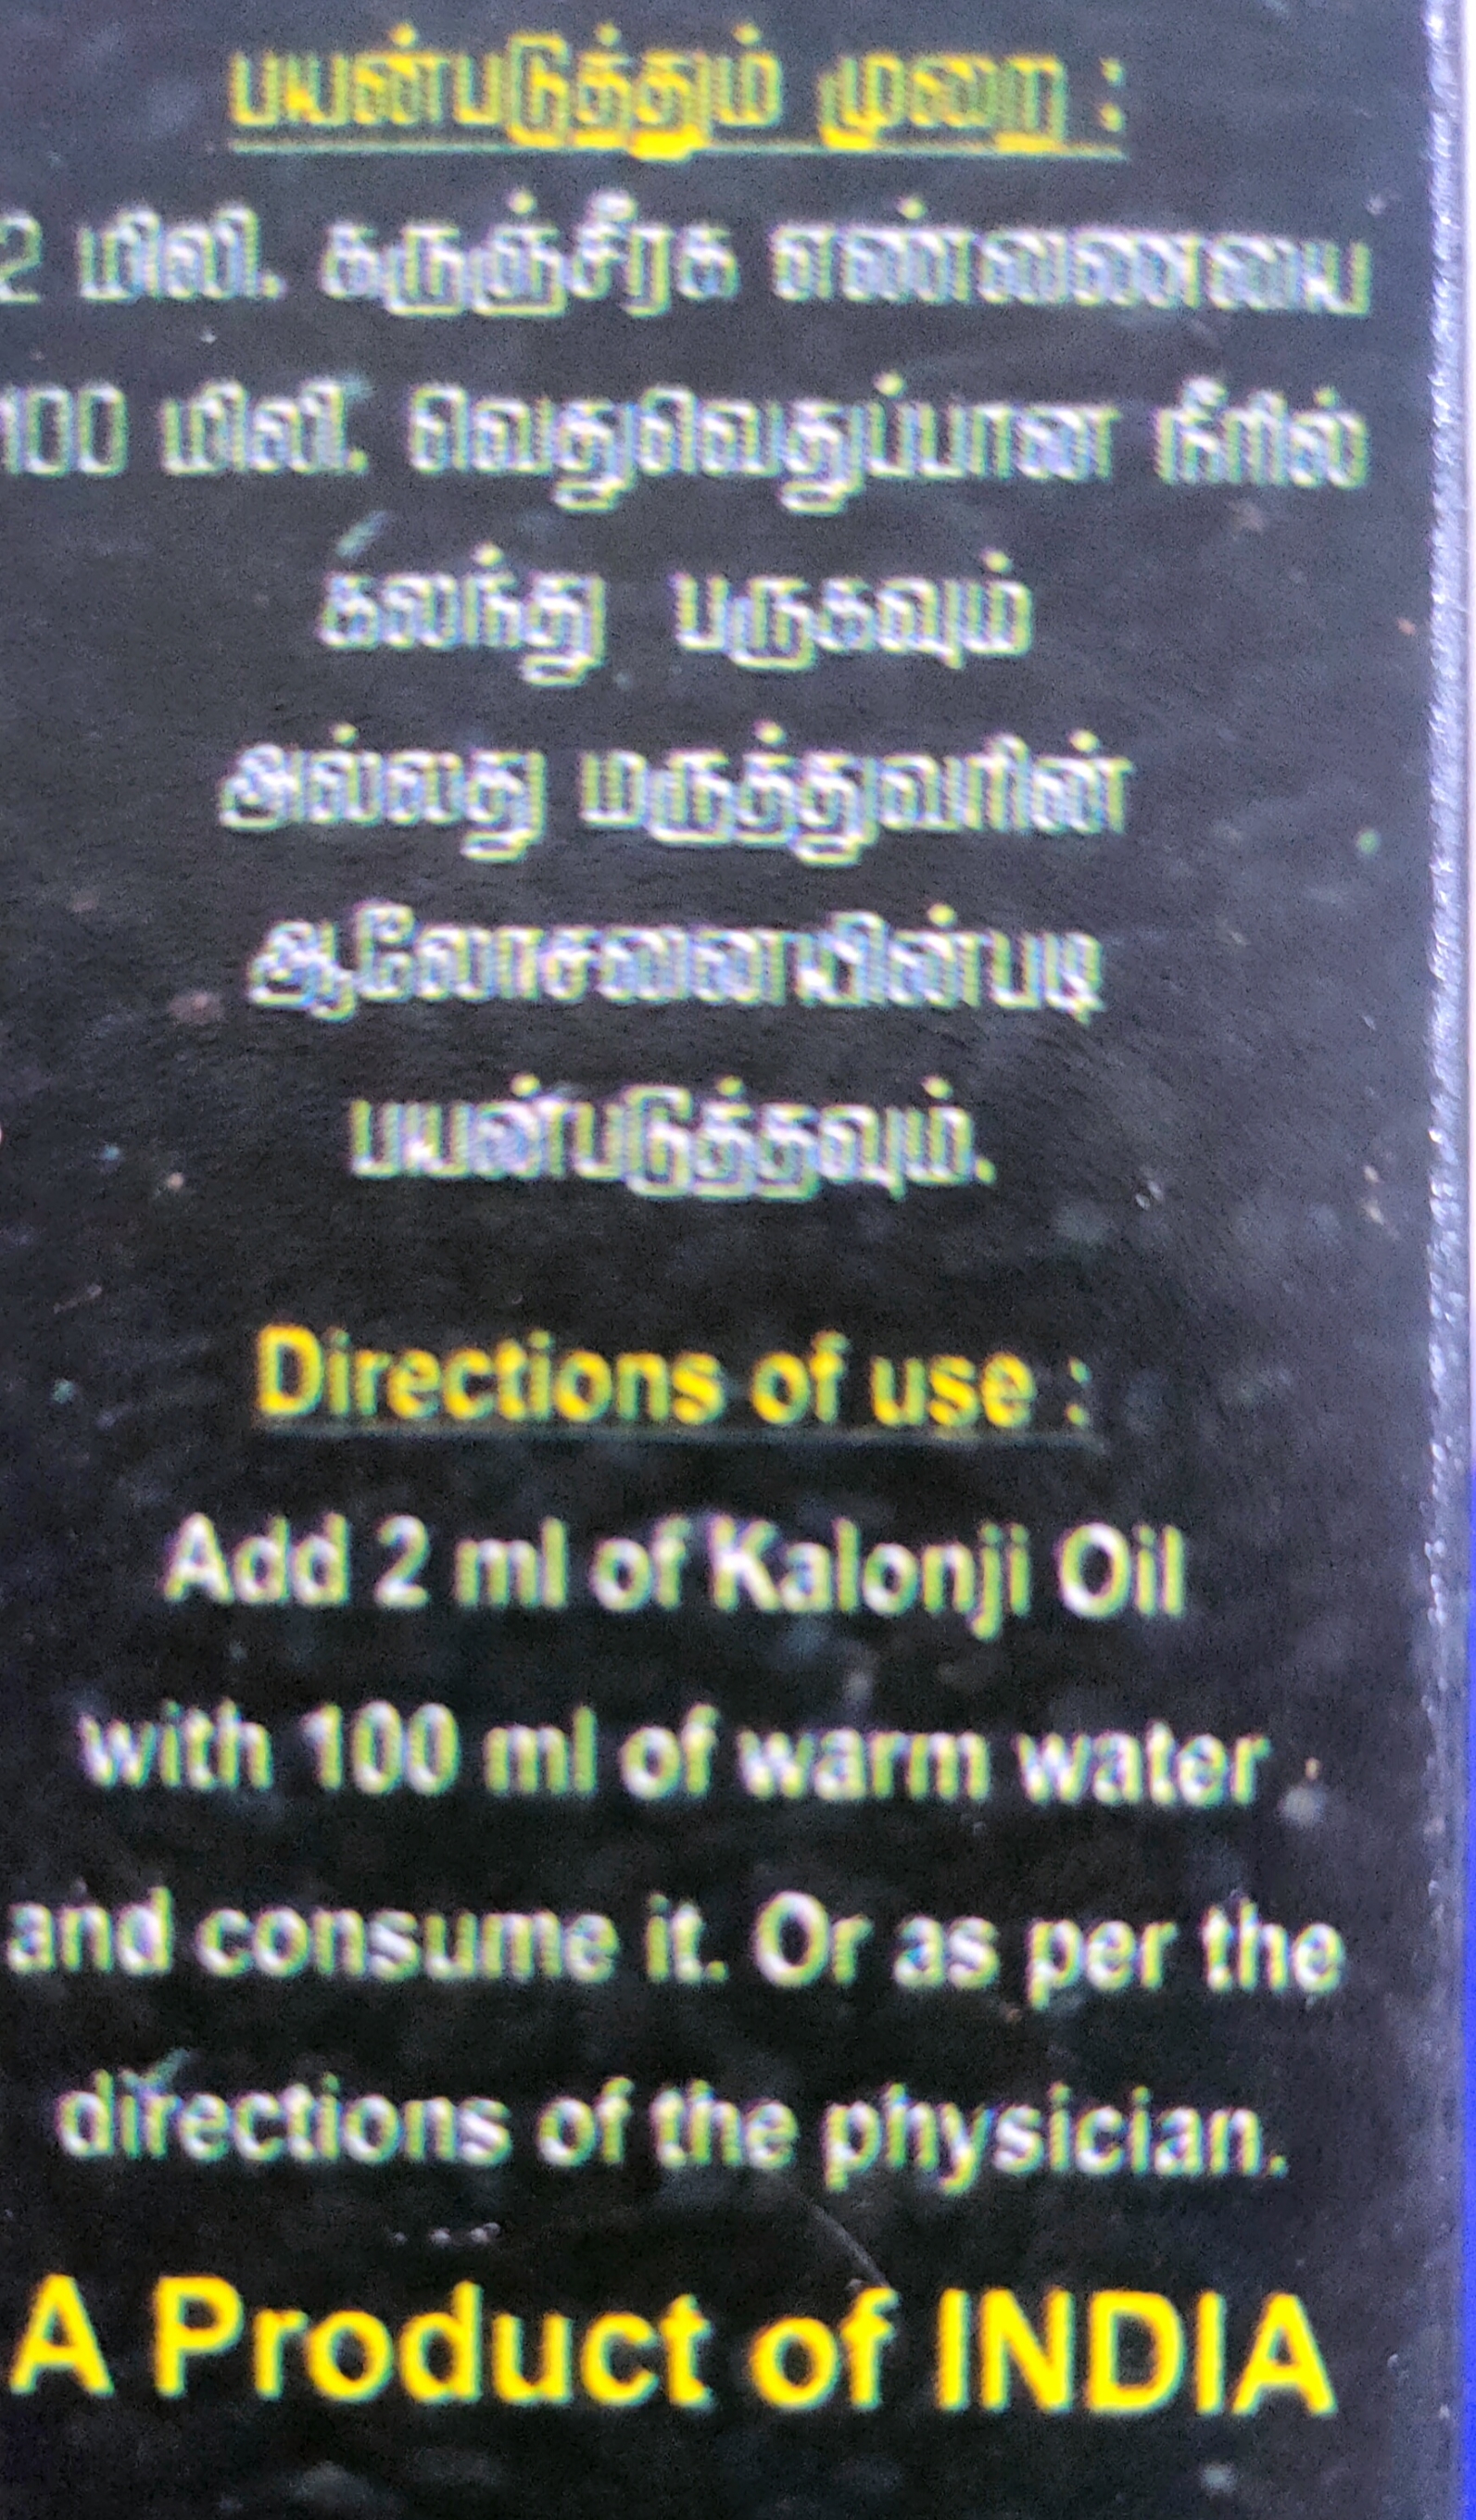 பயன்படுத்தும் முறை :
2 மிலி. கருஞ்சீரக எண்ணையை
100 மிலி. வெதுவெதுப்பான நீரில்
கலந்து பருகவும்
அல்லது மருத்துவரின்
ஆலோசனையின்படி
பயன்படுத்தவும்.
Directions of use :
Add 2 ml of Kalonji Oil
with 100 ml of warm water
and consume it. Or as per the
directions of the physician.
A Product of INDIA